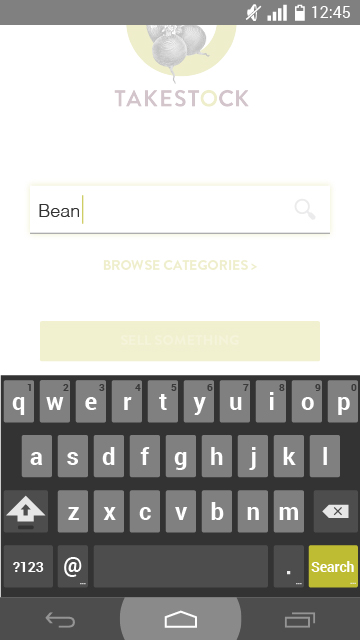 12:45
TAKESTOCK
Bean
BROWSE CATEGORIES >
SELL SOMETHING
1 2 3 4 5 6 7 8 9 0
q w e r t y u i o p
a s d f g h j k l
z x c v b n m
?123 @ ... . ... Search ...